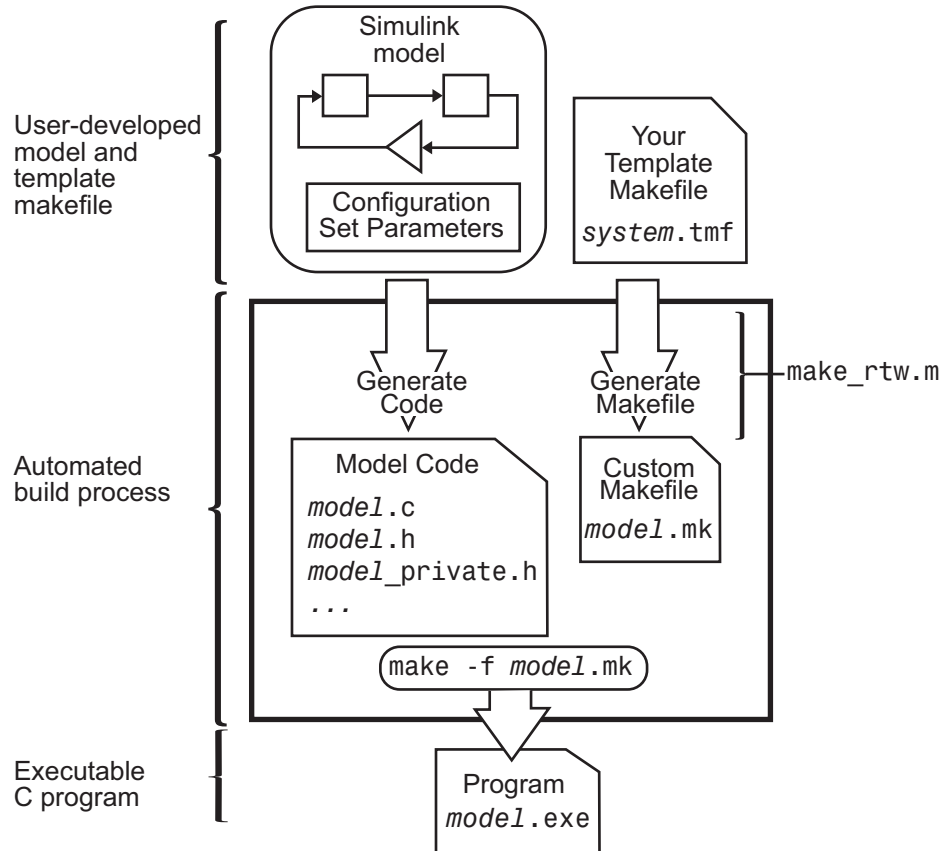 Simulink
model
Configuration
Set Parameters
User-developed
model and
template
makefile
Your
Template
Makefile
system.tmf
Generate
Code
Generate
Makefile
make_rtw.m
Automated
build process
Model Code
model.c
model.h
model_private.h
...
Custom
Makefile
model.mk
make -f model.mk
Executable
C program
Program
model.exe